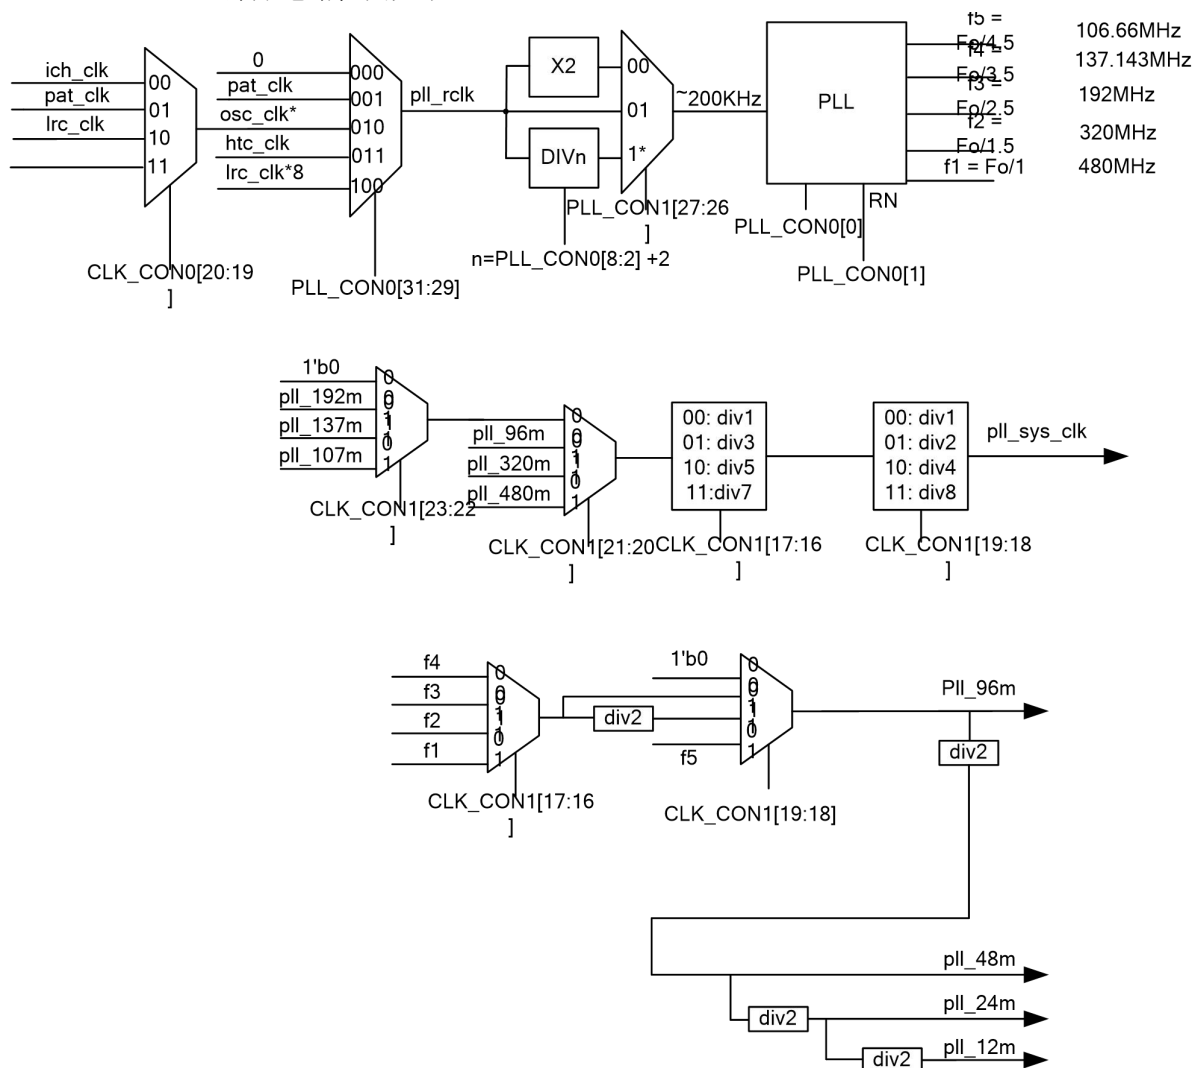 ich_clk
pat_clk
lrc_clk
00
01
10
11
CLK_CON0[20:19
]
0
pat_clk
osc_clk*
htc_clk
lrc_clk*8
000
001
010
011
100
PLL_CON0[31:29]
pll_rclk
X2
DIVn
n=PLL_CON0[8:2] +2
00
01
1*
PLL_CON1[27:26
]
~200KHz
PLL
PLL_CON0[0]
RN
PLL_CON0[1]
f5 =
Fo/4.5
f4 =
Fo/3.5
f3 =
Fo/2.5
f2 =
Fo/1.5
f1 = Fo/1
106.66MHz
137.143MHz
192MHz
320MHz
480MHz
1'b0
pll_192m
pll_137m
pll_107m
CLK_CON1[23:22
]
pll_96m
pll_320m
pll_480m
CLK_CON1[21:20
]
00: div1
01: div3
10: div5
11:div7
CLK_CON1[17:16
]
00: div1
01: div2
10: div4
11: div8
CLK_CON1[19:18
]
pll_sys_clk
f4
f3
f2
f1
CLK_CON1[17:16
]
div2
1'b0
f5
CLK_CON1[19:18]
Pll_96m
div2
pll_48m
div2
pll_24m
div2
pll_12m